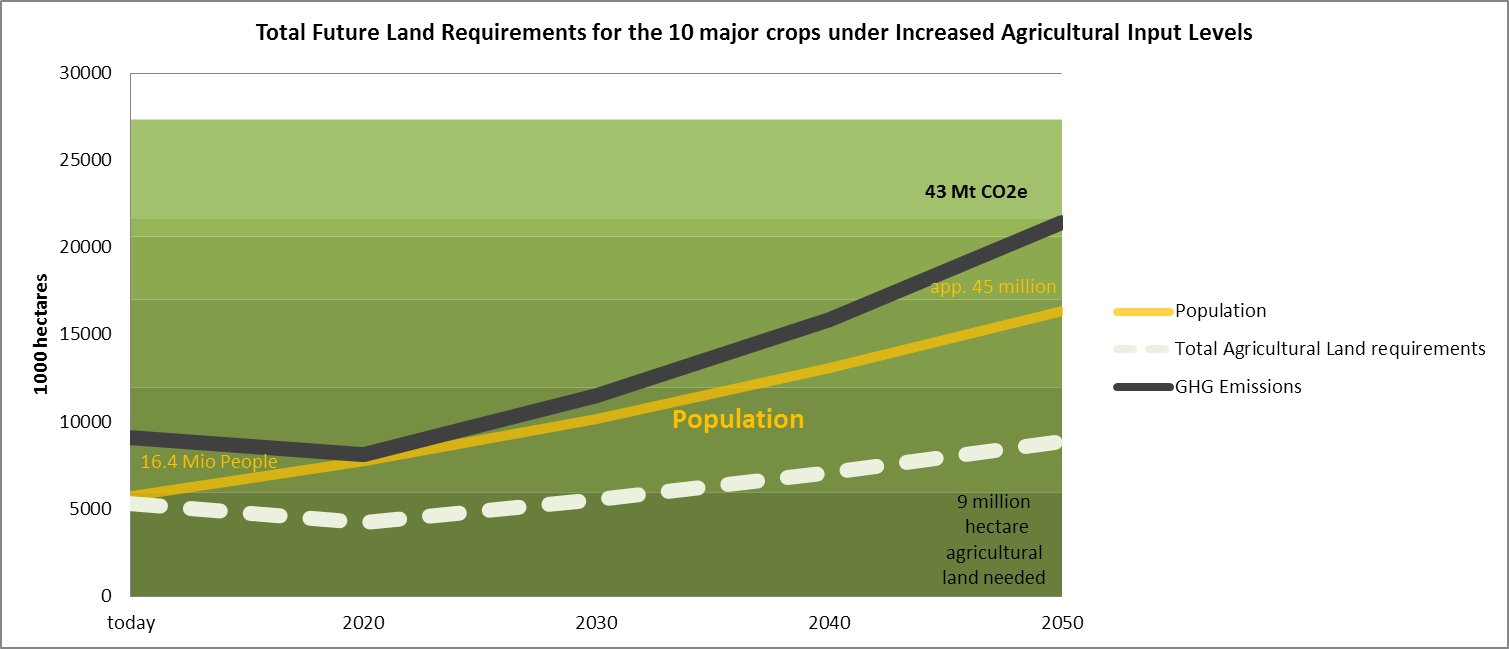 Total Future Land Requirements for the 10 major crops under Increased Agricultural Input Levels
30000
25000
20000
15000
10000
5000
0
1000 hectares
43 Mt CO2e
app. 45 million
Population
16.4 Mio People
9 million
hectare
agricultural
land needed
today
2020
2030
2040
2050
Population
Total Agricultural Land requirements
GHG Emissions